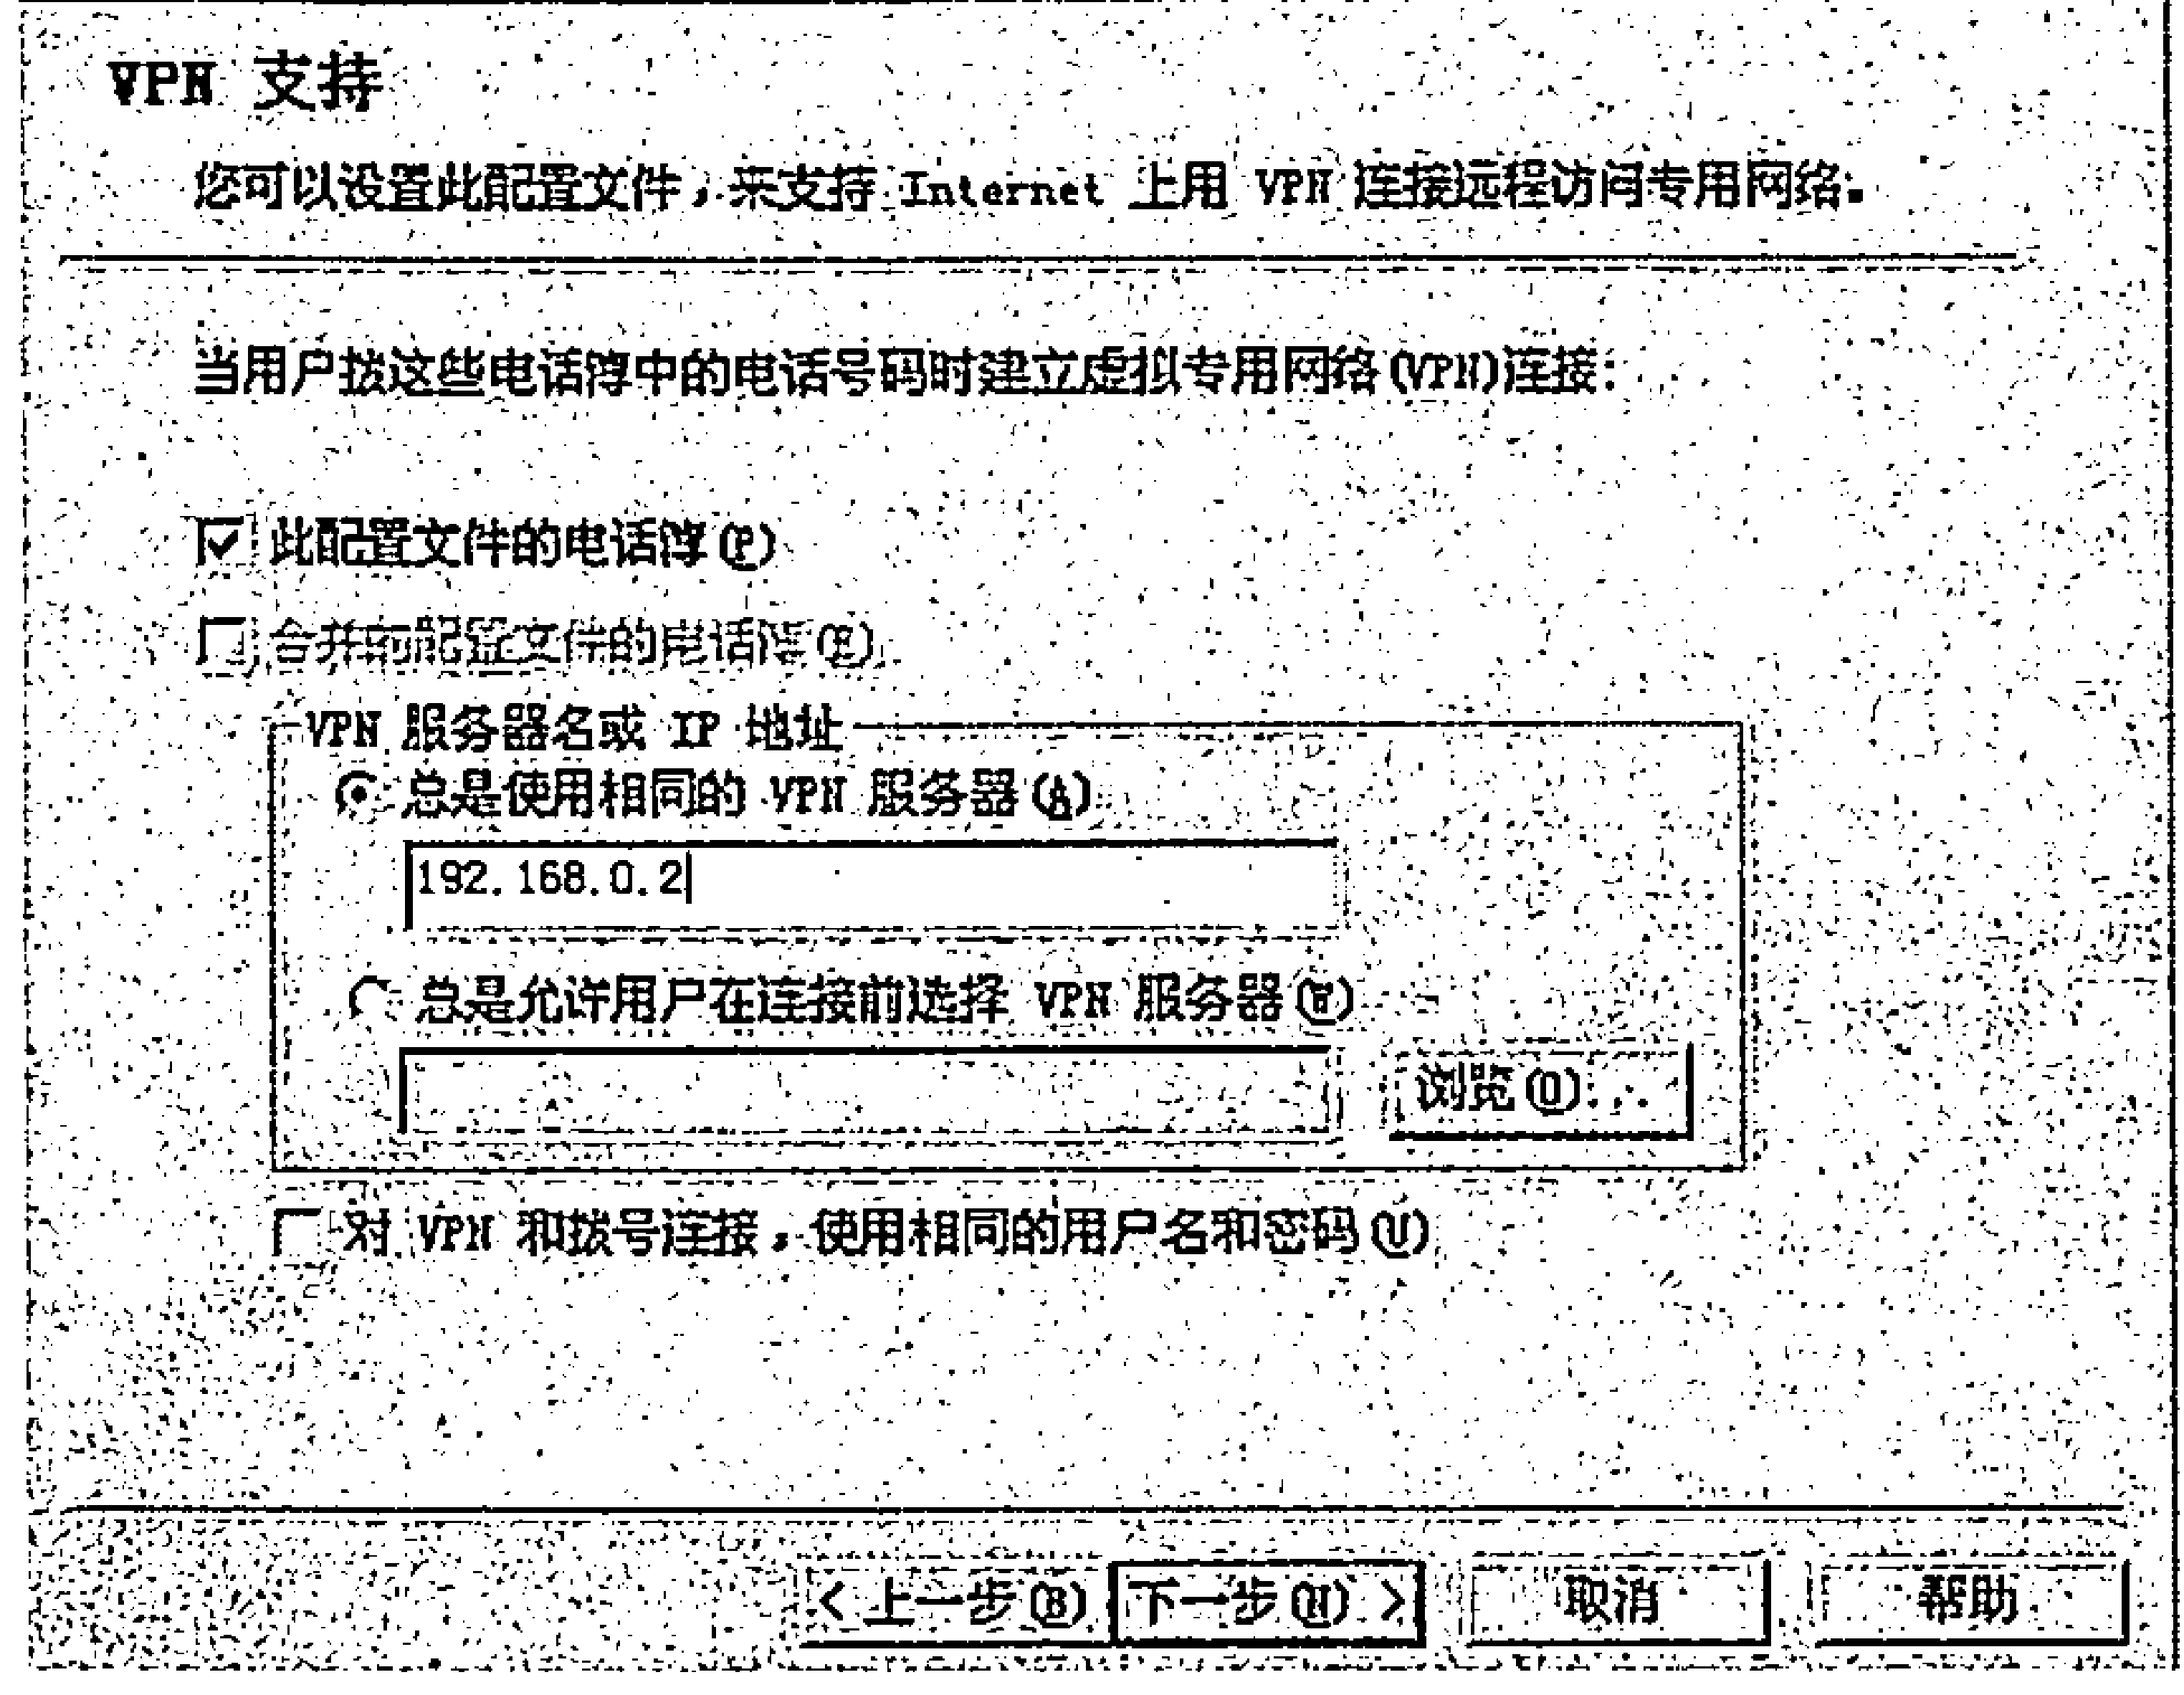 VPN 支持
您可以设置此配置文件，来支持 Internet 上用 VPN 连接远程访问专用网络。
当用户拨这些电话簿中的电话号码时建立虚拟专用网络(VPN)连接:
此配置文件的电话簿(P)
合并的配置文件的电话簿(E)
VPN 服务器名或 IP 地址
总是使用相同的 VPN 服务器(A)
192.168.0.2
总是允许用户在连接前选择 VPN 服务器(W)
浏览(O)...
对 VPN 和拨号连接，使用相同的用户名和密码(U)
< 上一步(B) 下一步(N) > 取消 帮助